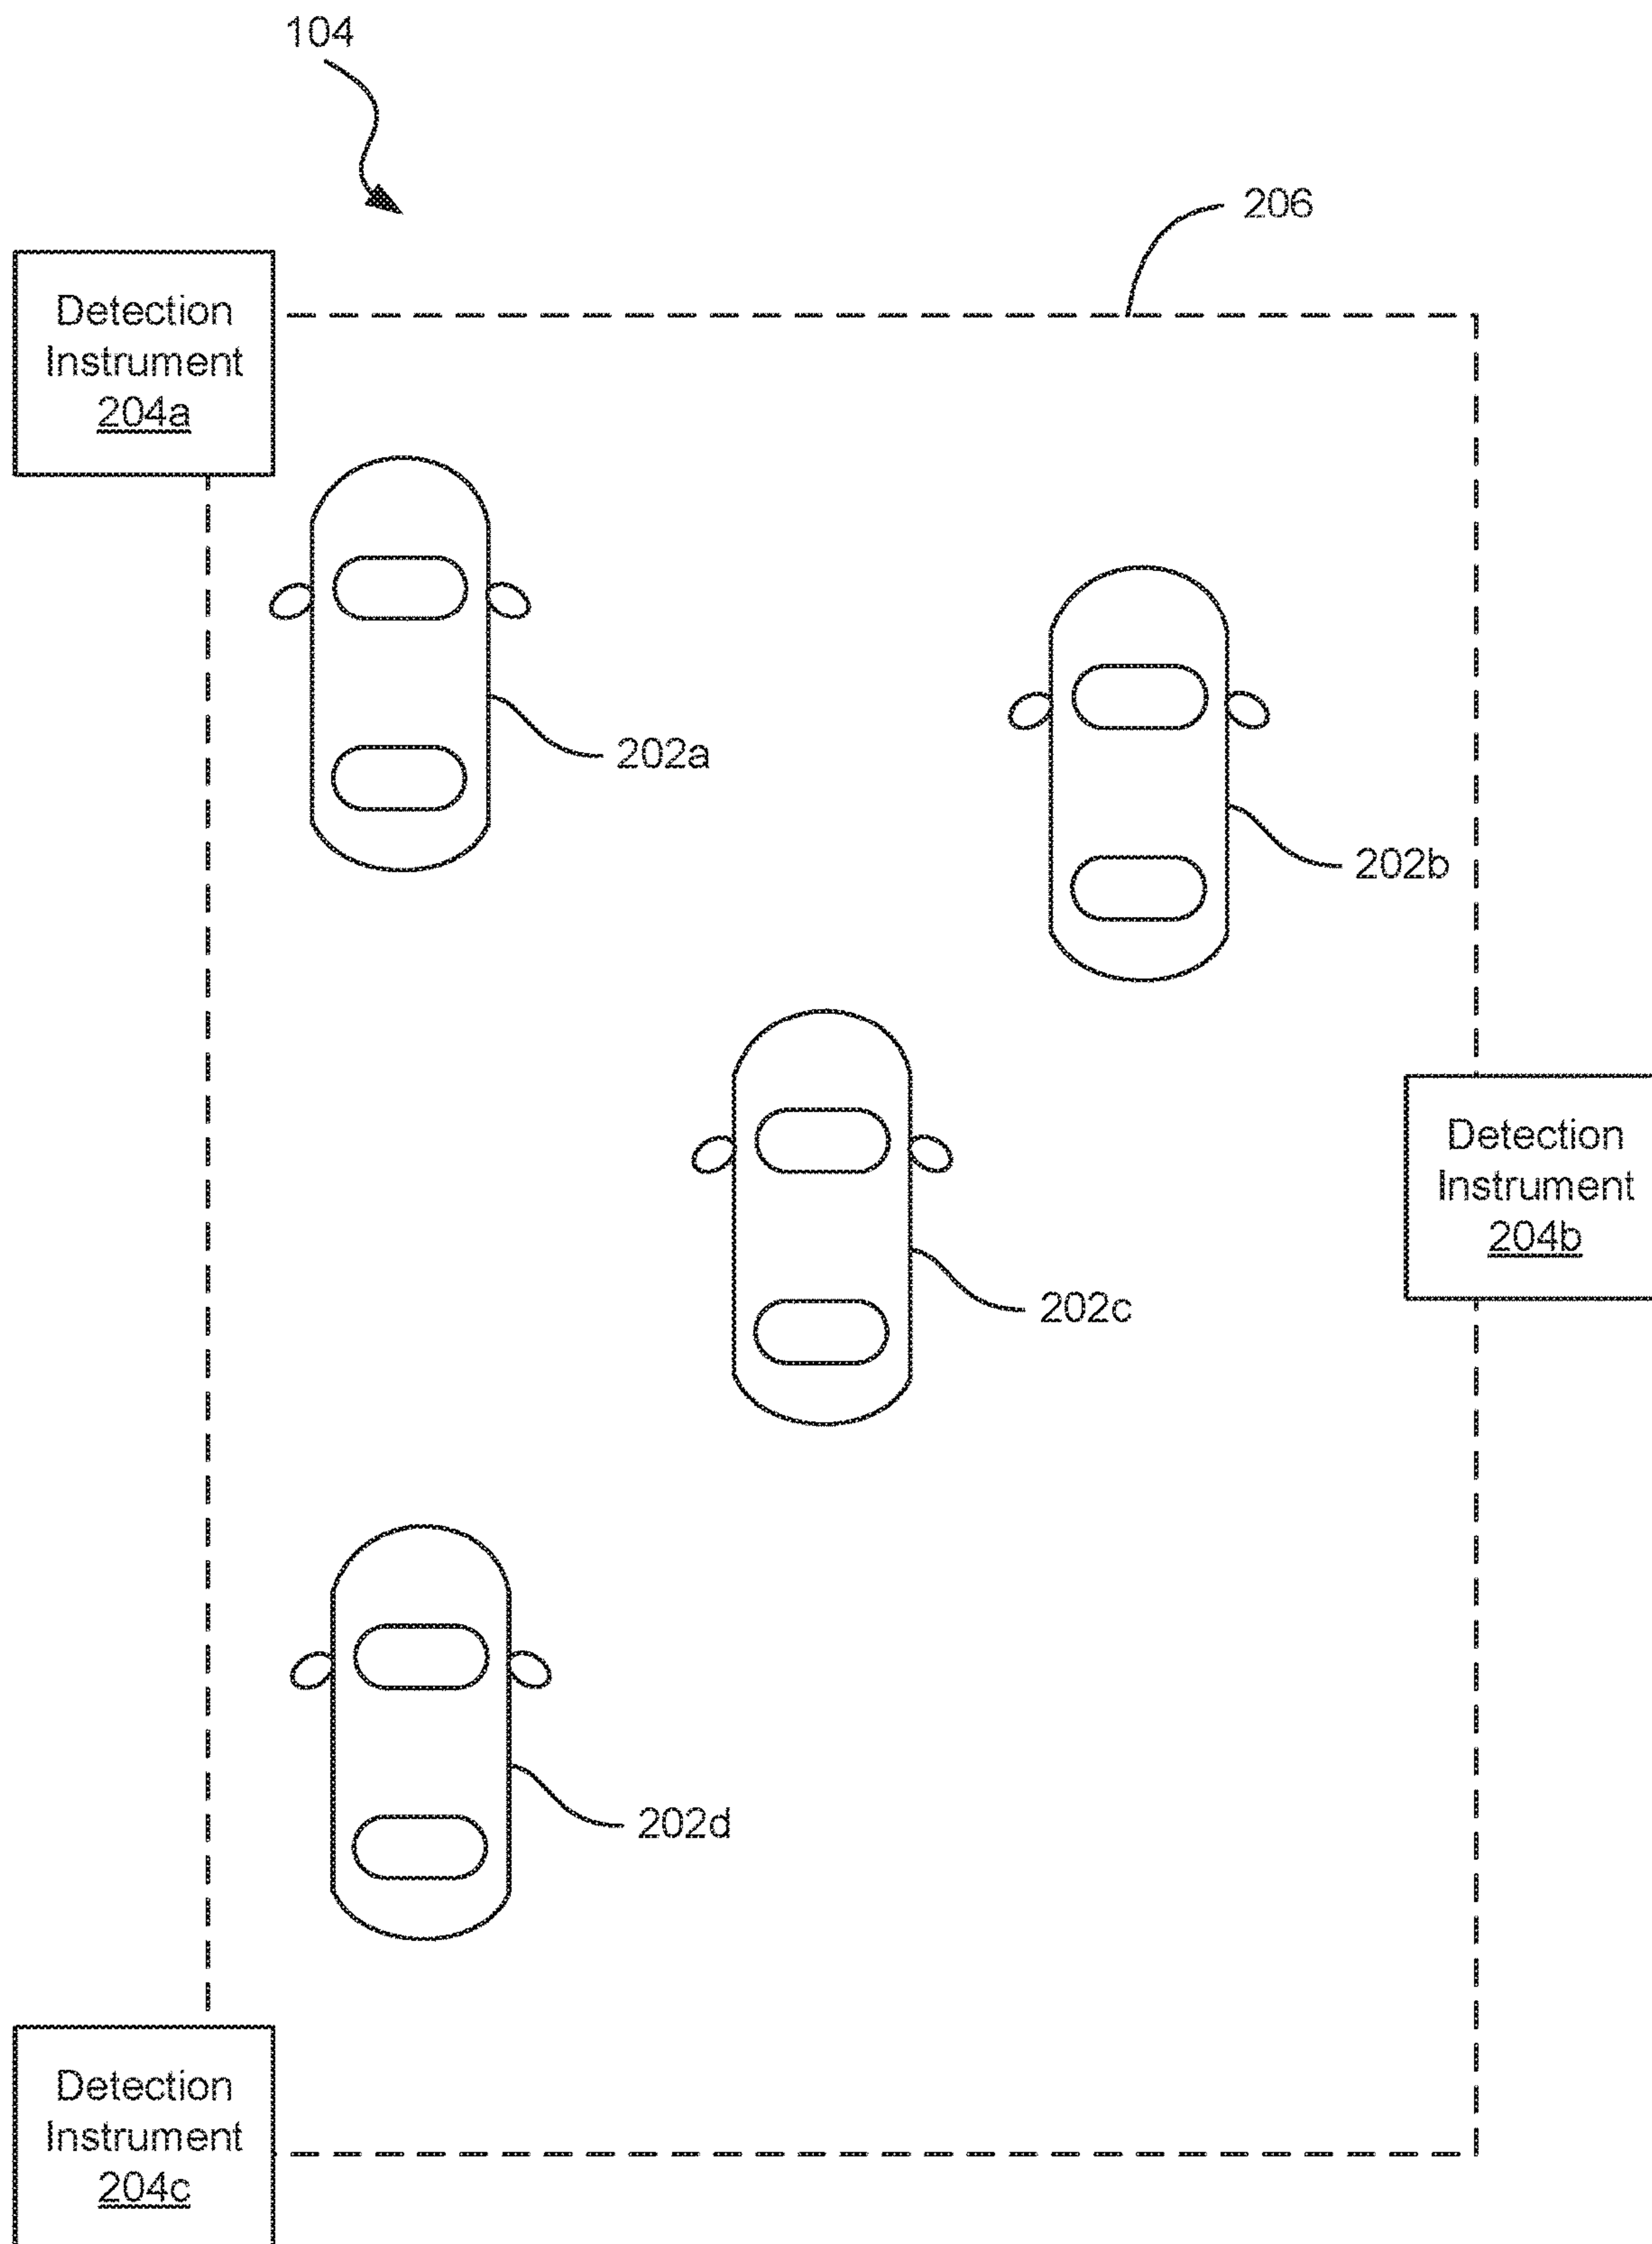 104
206
Detection
Instrument
204a
202a
202b
Detection
Instrument
204b
202c
202d
Detection
Instrument
204c